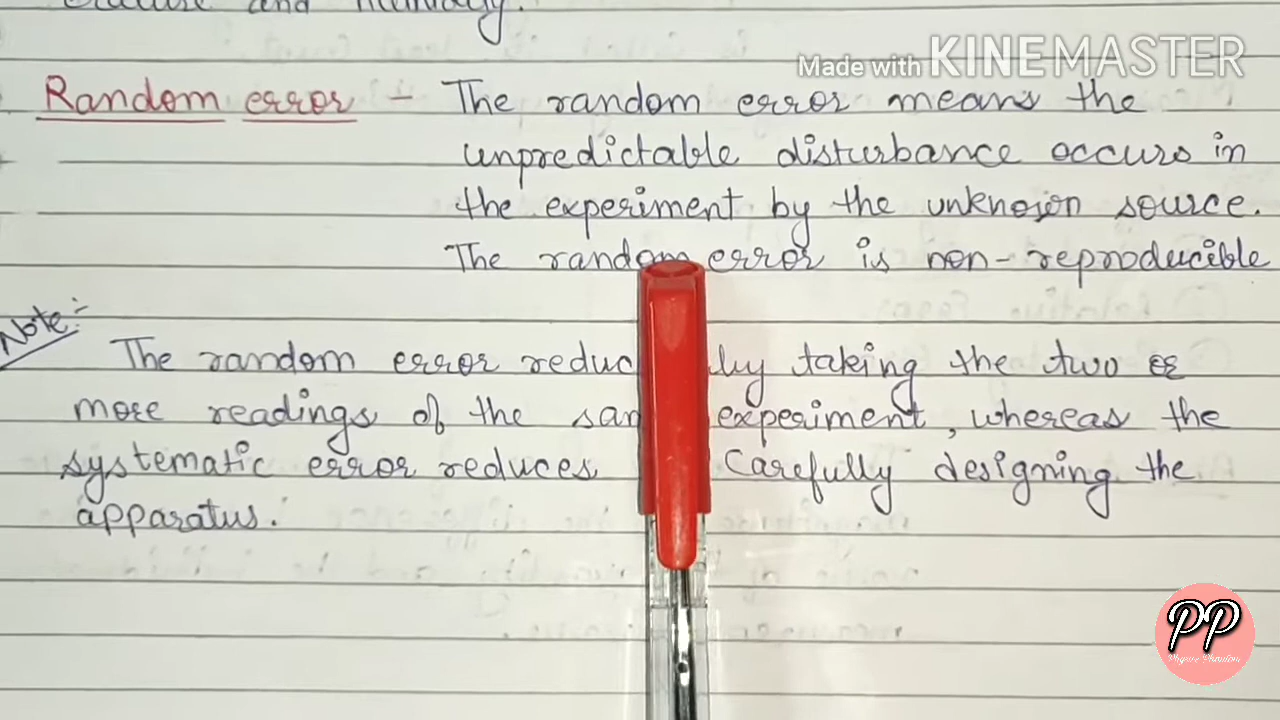 and
Made with KINEMASTER
Random error - The random error means the
unpredictable disturbance occurs in
the experiment by the unknown source.
The random error is non-reproducible
Note:-
The random error reduc by taking the two or
more readings of the sam experiment, whereas the
systematic error reduces Carefully designing the
apparatus.
PP